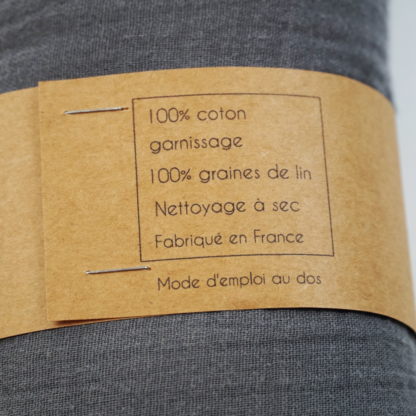 100% coton
garnissage
100% graines de lin
Nettoyage à sec
Fabriqué en France
Mode d'emploi au dos